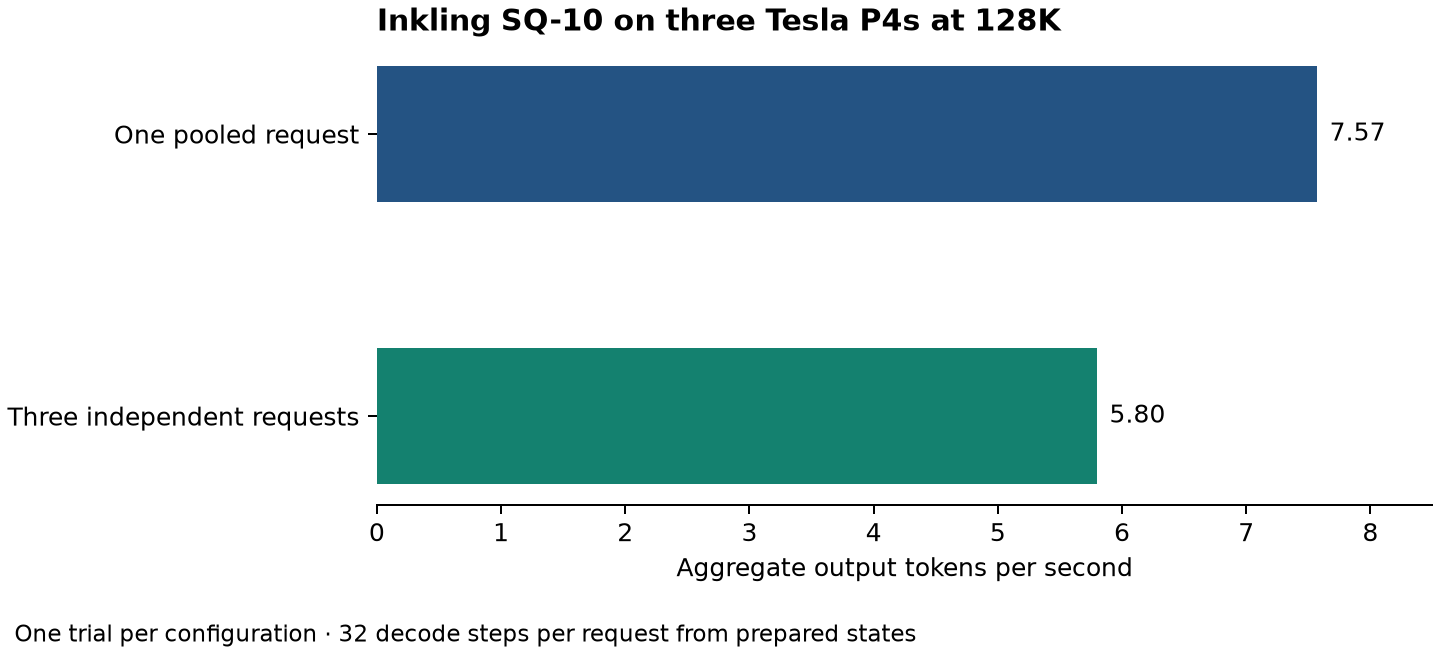 Inkling SQ-10 on three Tesla P4s at 128K
One pooled request
7.57
Three independent requests
5.80
0 1 2 3 4 5 6 7 8
Aggregate output tokens per second
One trial per configuration · 32 decode steps per request from prepared states